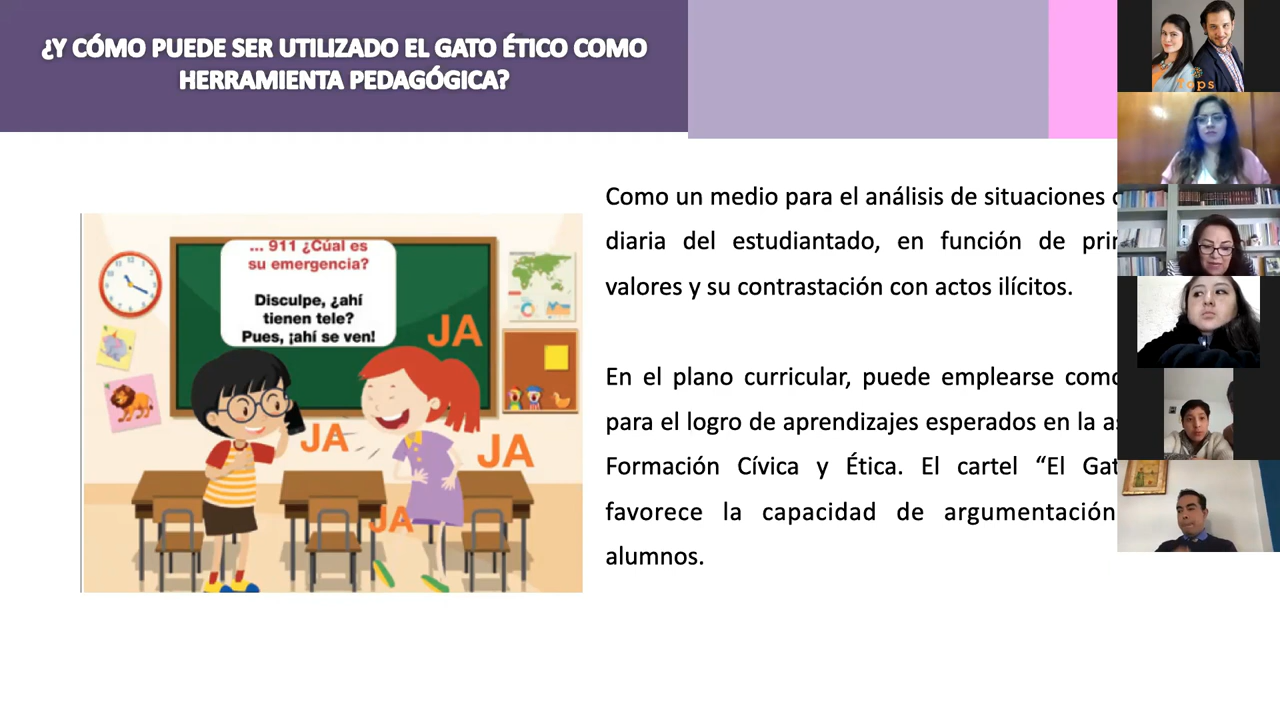 ¿Y CÓMO PUEDE SER UTILIZADO EL GATO ÉTICO COMO
HERRAMIENTA PEDAGÓGICA?
... 911 ¿Cúal es
su emergencia?
Disculpe, ¿ahí
tienen tele?
Pues, ¡ahí se ven!
JA
JA
JA
JA
Como un medio para el análisis de situaciones
diaria del estudiantado, en función de
valores y su contrastación con actos ilícitos.
En el plano curricular, puede emplearse como
para el logro de aprendizajes esperados en la
Formación Cívica y Ética. El cartel “El
favorece la capacidad de argumentación
alumnos.